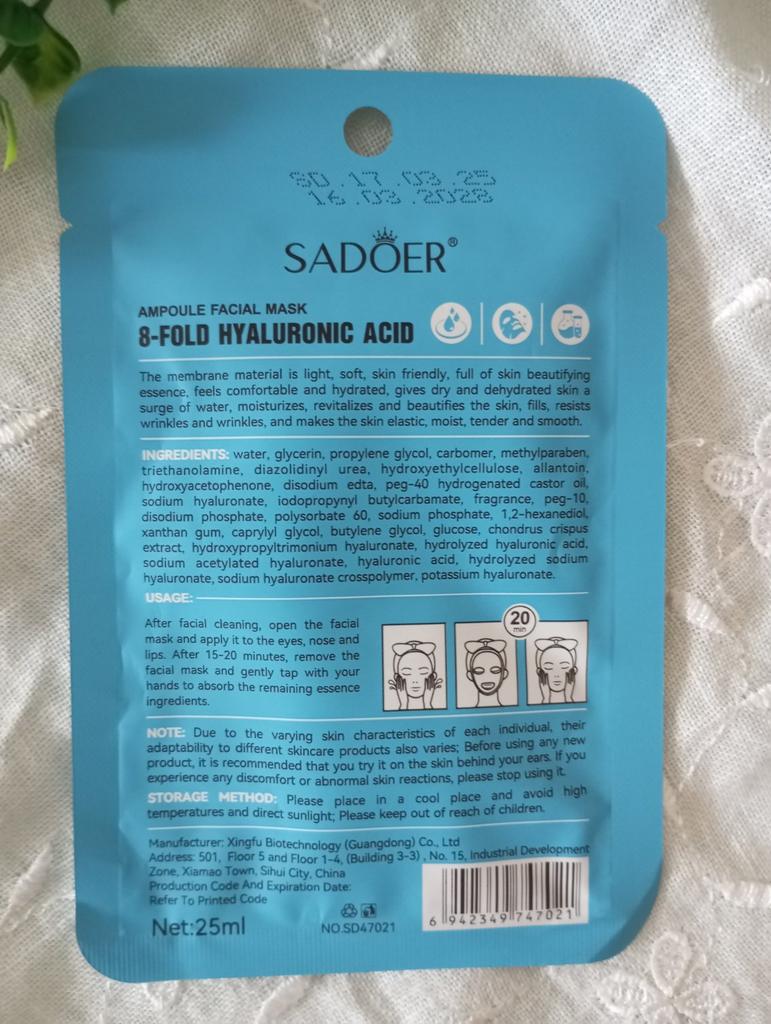 SD.17.03.25
16.03.2028
SADOER®
AMPOULE FACIAL MASK
8-FOLD HYALURONIC ACID
The membrane material is light, soft, skin friendly, full of skin beautifying
essence, feels comfortable and hydrated, gives dry and dehydrated skin a
surge of water, moisturizes, revitalizes and beautifies the skin, fills, resists
wrinkles and wrinkles, and makes the skin elastic, moist, tender and smooth.
INGREDIENTS: water, glycerin, propylene glycol, carbomer, methylparaben,
triethanolamine, diazolidinyl urea, hydroxyethylcellulose, allantoin,
hydroxyacetophenone, disodium edta, peg-40 hydrogenated castor oil,
sodium hyaluronate, iodopropynyl butylcarbamate, fragrance, peg-10,
disodium phosphate, polysorbate 60, sodium phosphate, 1,2-hexanediol,
xanthan gum, caprylyl glycol, butylene glycol, glucose, chondrus crispus
extract, hydroxypropyltrimonium hyaluronate, hydrolyzed hyaluronic acid,
sodium acetylated hyaluronate, hyaluronic acid, hydrolyzed sodium
hyaluronate, sodium hyaluronate crosspolymer, potassium hyaluronate.
USAGE:
After facial cleaning, open the facial
mask and apply it to the eyes, nose and
lips. After 15-20 minutes, remove the
facial mask and gently tap with your
hands to absorb the remaining essence
ingredients.
20
min
NOTE: Due to the varying skin characteristics of each individual, their
adaptability to different skincare products also varies; Before using any new
product, it is recommended that you try it on the skin behind your ears. If you
experience any discomfort or abnormal skin reactions, please stop using it.
STORAGE METHOD: Please place in a cool place and avoid high
temperatures and direct sunlight; Please keep out of reach of children.
Manufacturer: Xingfu Biotechnology (Guangdong) Co., Ltd
Address: 501, Floor 5 and Floor 1-4, (Building 3-3), No. 15, Industrial Development
Zone, Xiamao Town, Sihui City, China
Production Code And Expiration Date:
Refer To Printed Code
Net:25ml
NO.SD47021
6 942349 747021